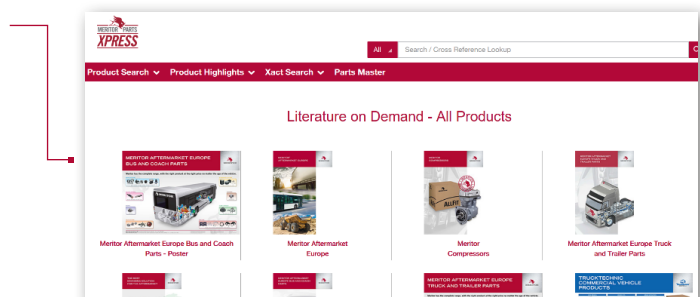 MERITOR PARTS
XPRESS
All
Search / Cross Reference Lookup
Product Search Product Highlights Xact Search Parts Master
Literature on Demand - All Products
MERITOR AFTERMARKET EUROPE
BUS AND COACH PARTS
Meritor Aftermarket Europe Bus and Coach
Parts - Poster
Meritor Aftermarket
Europe
ALLFIT
Meritor
Compressors
Meritor Aftermarket Europe Truck
and Trailer Parts
MERITOR AFTERMARKET EUROPE
TRUCK AND TRAILER PARTS
TRUCKTECHNIC
COMMERCIAL VEHICLE
PRODUCTS